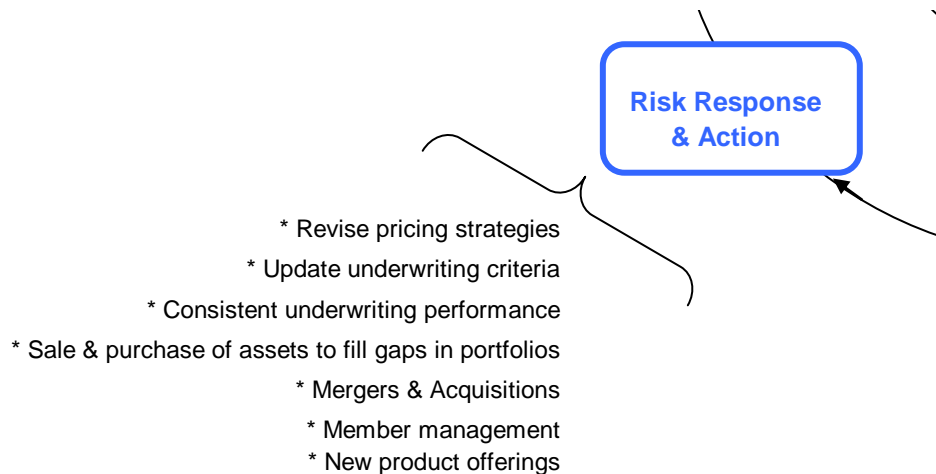 Risk Response
& Action
* Revise pricing strategies
* Update underwriting criteria
* Consistent underwriting performance
* Sale & purchase of assets to fill gaps in portfolios
* Mergers & Acquisitions
* Member management
* New product offerings